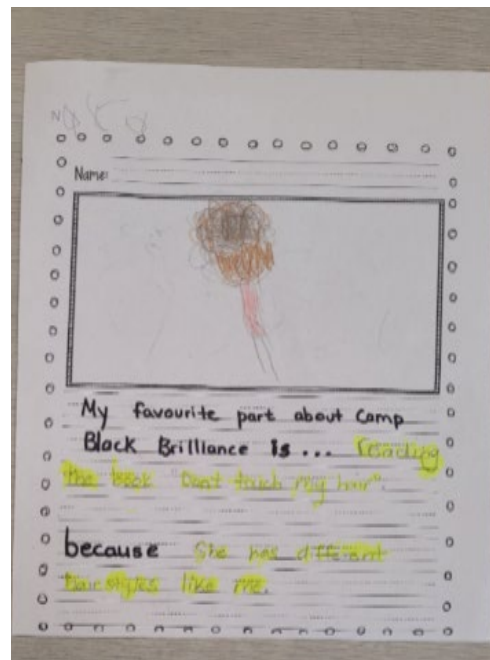 Name:
My favourite part about Camp
Black Brilliance is... reading
the book "Don't touch my hair".
because She has different
hairstyles like me.